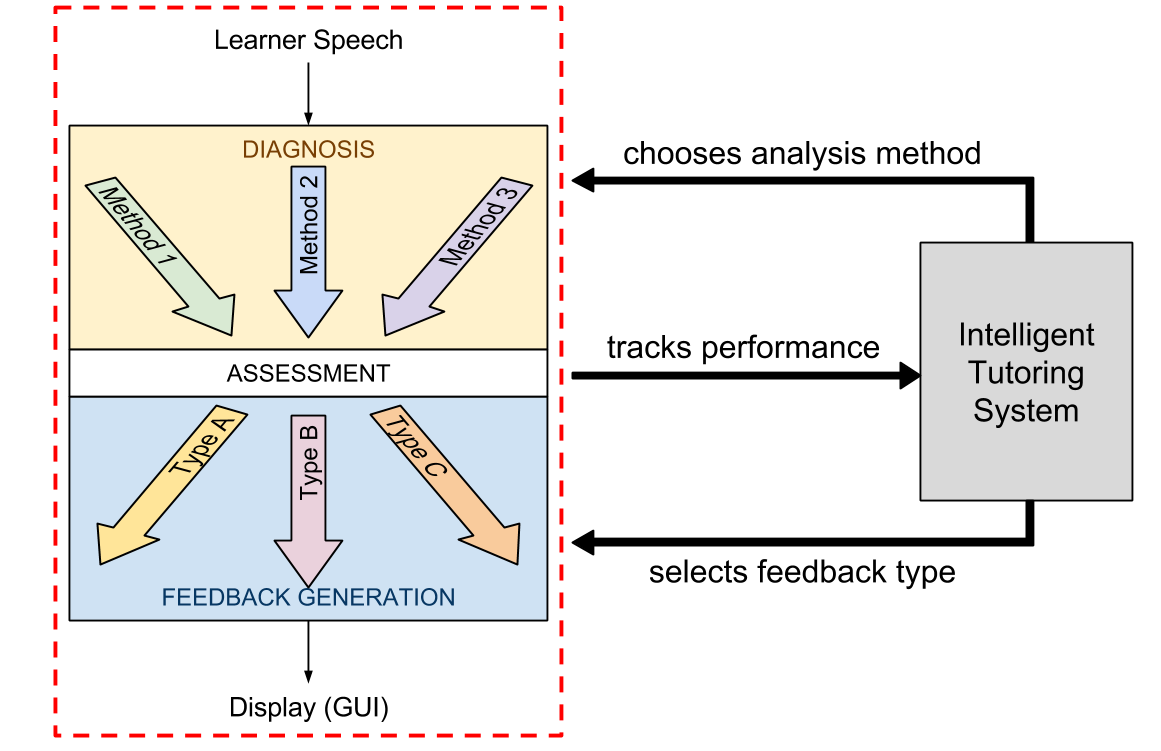 Learner Speech
DIAGNOSIS
Method 1
Method 2
Method 3
ASSESSMENT
Type A
Type B
Type C
FEEDBACK GENERATION
Display (GUI)
chooses analysis method
tracks performance
selects feedback type
Intelligent
Tutoring
System